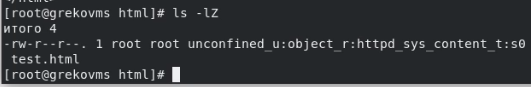 [root@grekovms html]# ls -lZ
итого 4
-rw-r--r--. 1 root root unconfined_u:object_r:httpd_sys_content_t:s0
test.html
[root@grekovms html]#